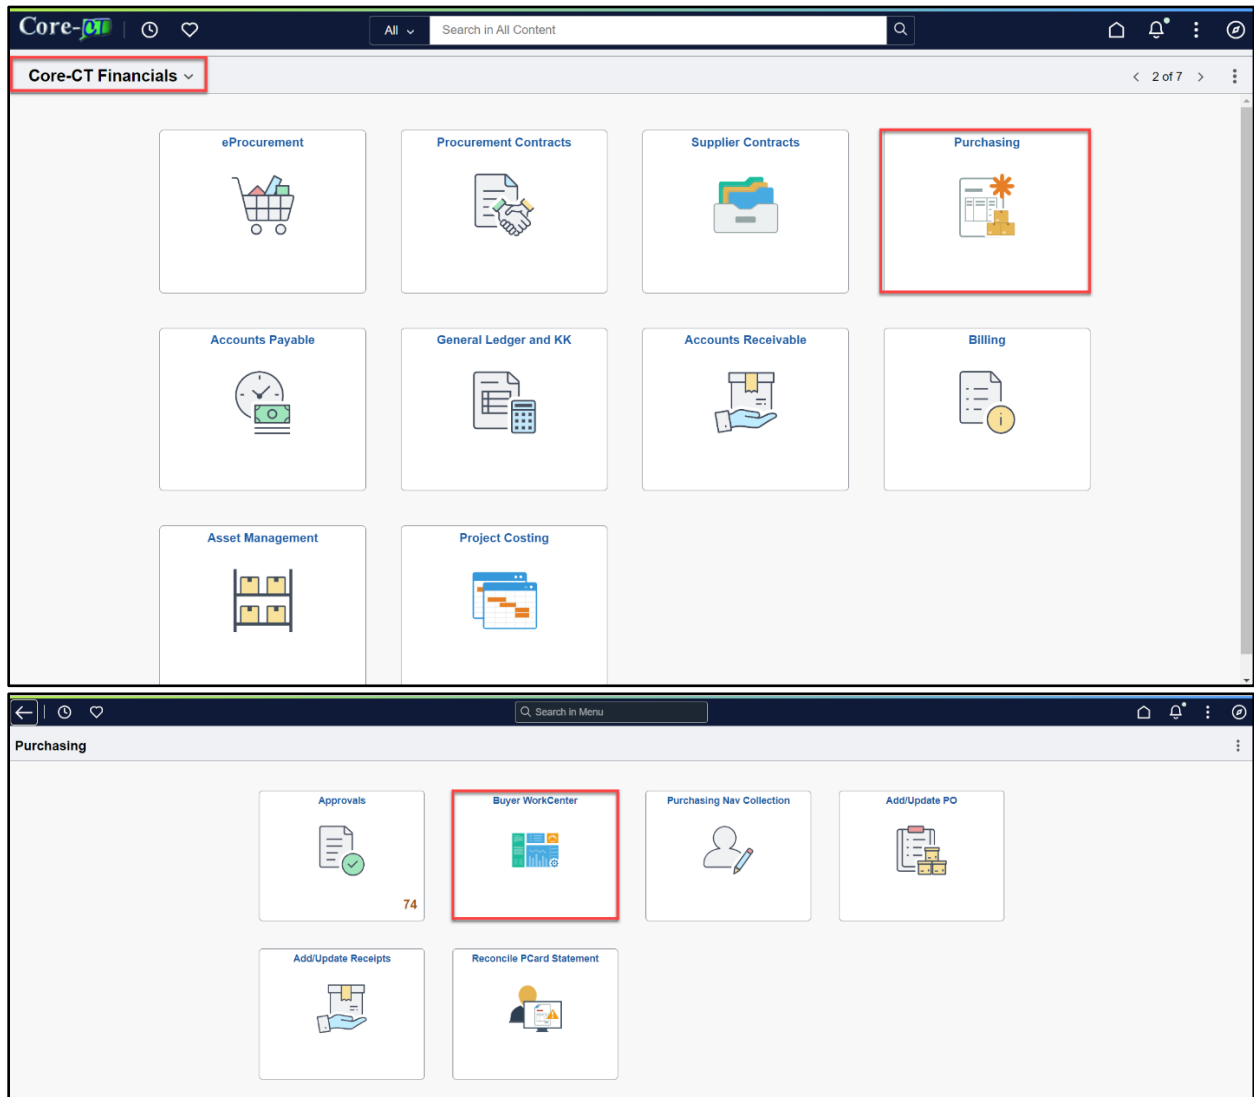 Core-CT
All
Search in All Content
Core-CT Financials
2 of 7
eProcurement
Procurement Contracts
Supplier Contracts
Purchasing
Accounts Payable
General Ledger and KK
Accounts Receivable
Billing
Asset Management
Project Costing
Search in Menu
Purchasing
Approvals
74
Buyer WorkCenter
Purchasing Nav Collection
Add/Update PO
Add/Update Receipts
Reconcile PCard Statement